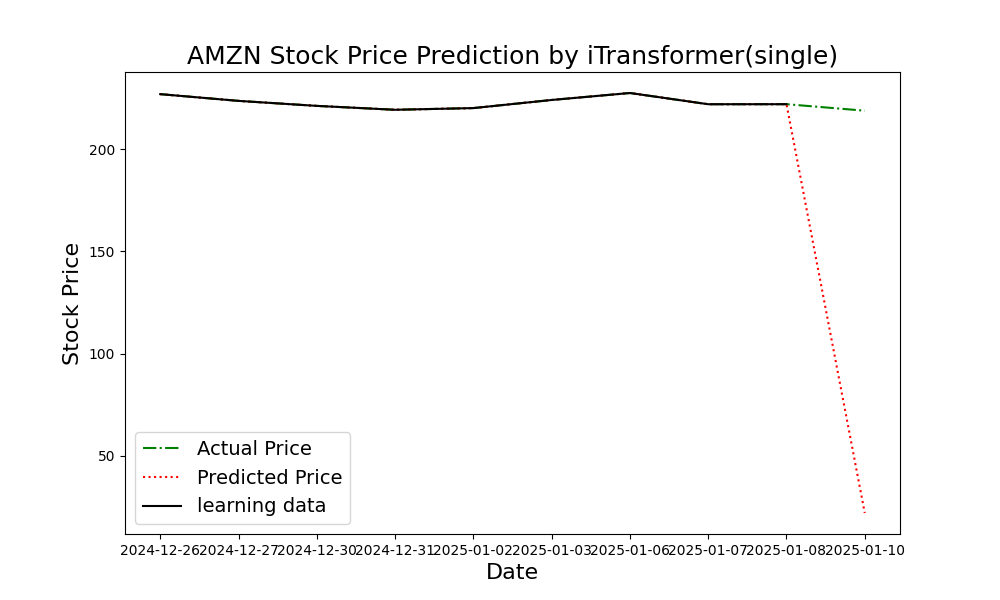 AMZN Stock Price Prediction by iTransformer(single)
200
150
100
50
Stock Price
Actual Price
Predicted Price
learning data
2024-12-26 2024-12-27 2024-12-30 2024-12-31 2025-01-02 2025-01-03 2025-01-06 2025-01-07 2025-01-08 2025-01-10
Date